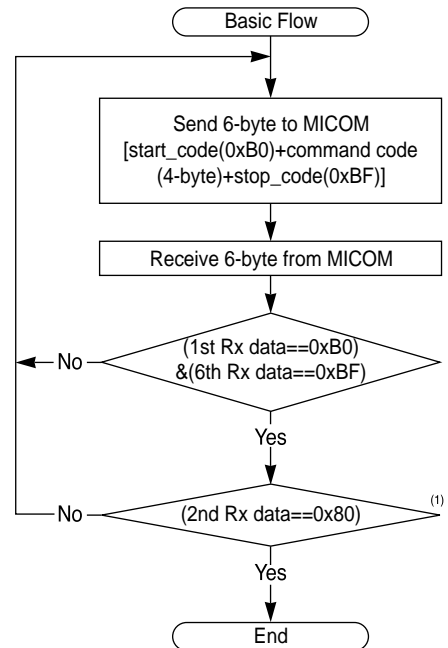 Basic Flow
Send 6-byte to MICOM
[start_code(0xB0)+command code
(4-byte)+stop_code(0xBF)]
Receive 6-byte from MICOM
(1st Rx data==0xB0)
&(6th Rx data==0xBF)
No
Yes
(2nd Rx data==0x80)
(1)
No
Yes
End